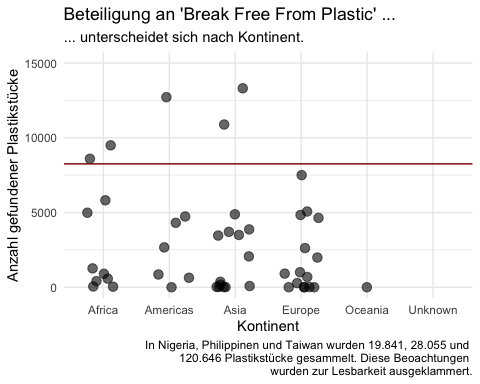 Beteiligung an 'Break Free From Plastic' ...
... unterscheidet sich nach Kontinent.
Anzahl gefundener Plastikstücke
15000
10000
5000
0
Africa
Americas
Asia
Europe
Oceania
Unknown
Kontinent
In Nigeria, Philippinen und Taiwan wurden 19.841, 28.055 und
120.646 Plastikstücke gesammelt. Diese Beoachtungen
wurden zur Lesbarkeit ausgeklammert.